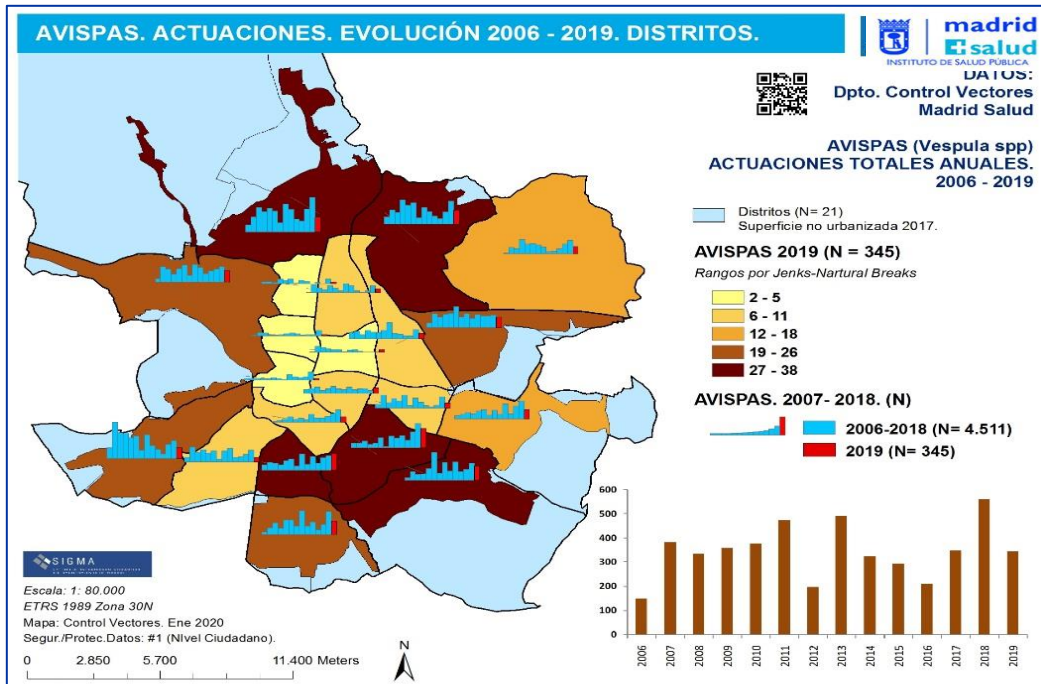 AVISPAS. ACTUACIONES. EVOLUCIÓN 2006 - 2019. DISTRITOS.
madrid
salud
INSTITUTO DE SALUD PÚBLICA
DATOS:
Dpto. Control Vectores
Madrid Salud
AVISPAS (Vespula spp)
ACTUACIONES TOTALES ANUALES.
2006 - 2019
Distritos (N= 21)
Superficie no urbanizada 2017.
AVISPAS 2019 (N = 345)
Rangos por Jenks-Nartural Breaks
2 - 5
6 - 11
12 - 18
19 - 26
27 - 38
AVISPAS. 2007- 2018. (N)
2006-2018 (N= 4.511)
2019 (N= 345)
600
500
400
300
200
100
0
2006
2007
2008
2009
2010
2011
2012
2013
2014
2015
2016
2017
2018
2019
SIGMA
Escala: 1: 80.000
ETRS 1989 Zona 30N
Mapa: Control Vectores. Ene 2020
Segur./Protec.Datos: #1 (NIvel Ciudadano).
0 2.850 5.700 11.400 Meters
N